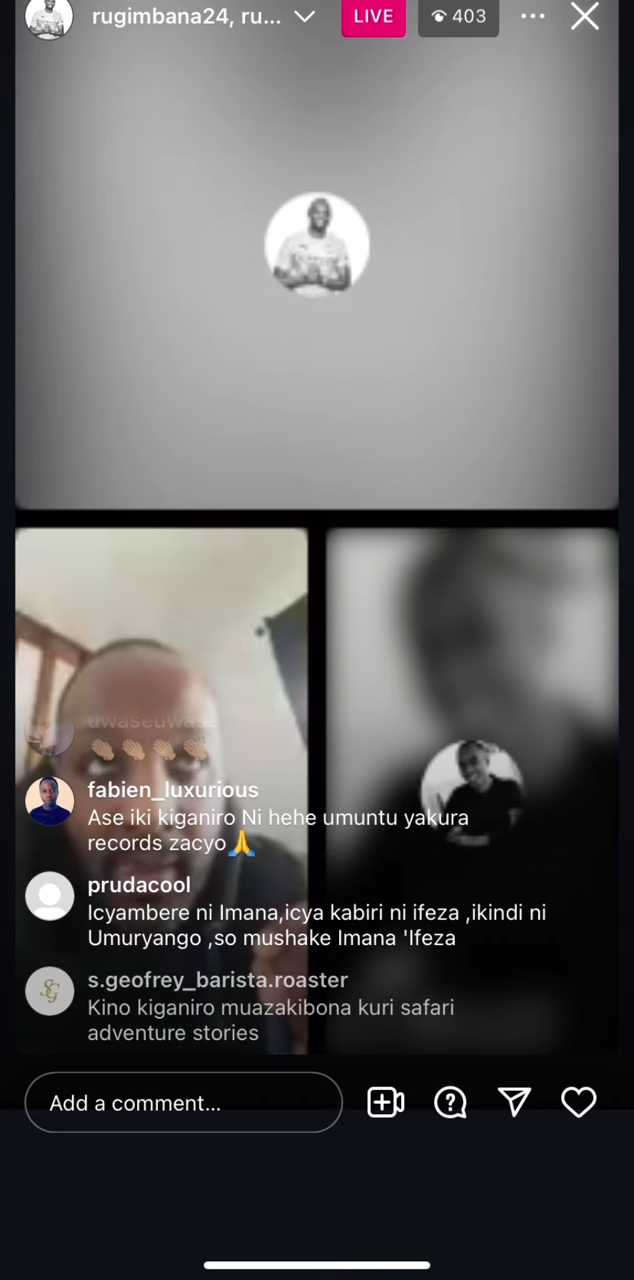 rugimbana24, ru...
LIVE
403
uwaseuwase
👏🏽 👏🏽 👏🏽 👏🏽
fabien_luxurious
Ase iki kiganiro Ni hehe umuntu yakura
records zacyo🙏
prudacool
Icyambere ni Imana,icya kabiri ni ifeza ,ikindi ni
Umuryango ,so mushake Imana 'Ifeza
SG
s.geofrey_barista.roaster
Kino kiganiro muazakibona kuri safari
adventure stories
Add a comment...